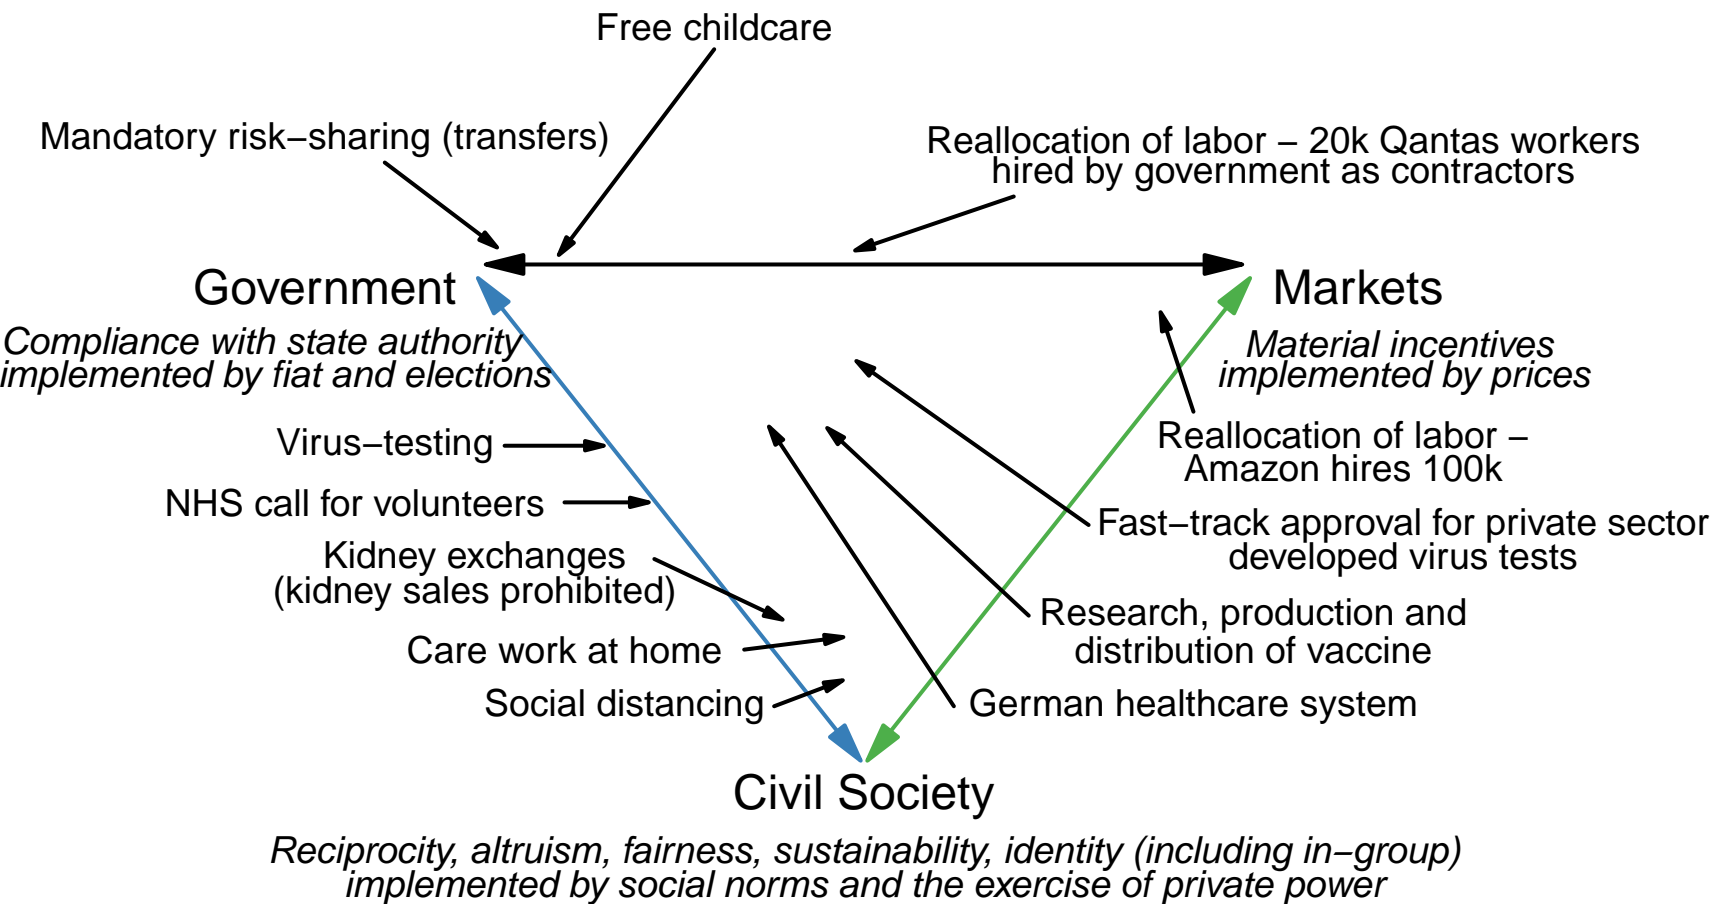 Free childcare
Mandatory risk−sharing (transfers)
Reallocation of labor − 20k Qantas workers
hired by government as contractors
Government
Compliance with state authority
implemented by fiat and elections
Markets
Material incentives
implemented by prices
Virus−testing
NHS call for volunteers
Kidney exchanges
(kidney sales prohibited)
Care work at home
Social distancing
Reallocation of labor −
Amazon hires 100k
Fast−track approval for private sector
developed virus tests
Research, production and
distribution of vaccine
German healthcare system
Civil Society
Reciprocity, altruism, fairness, sustainability, identity (including in−group)
implemented by social norms and the exercise of private power